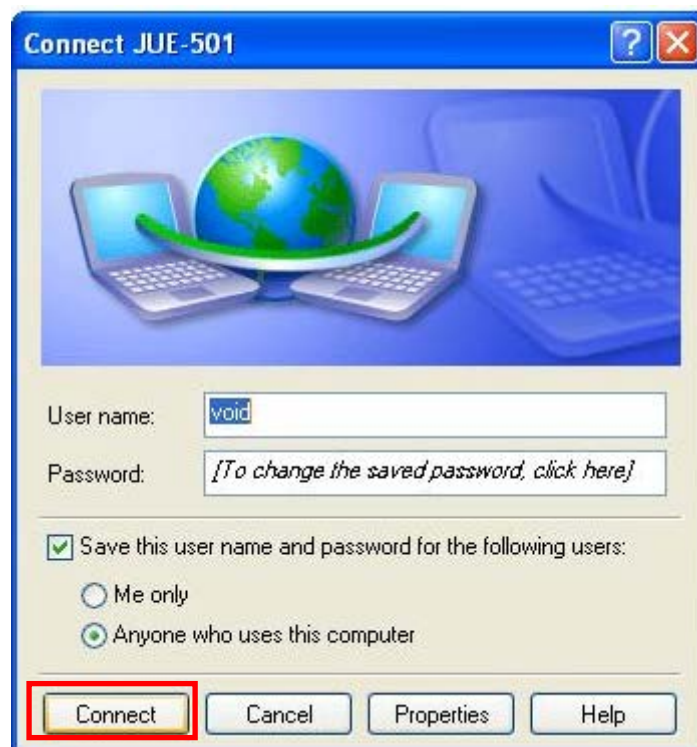 Connect JUE-501
User name:
void
Password:
[To change the saved password, click here]
Save this user name and password for the following users:
Me only
Anyone who uses this computer
Connect
Cancel
Properties
Help